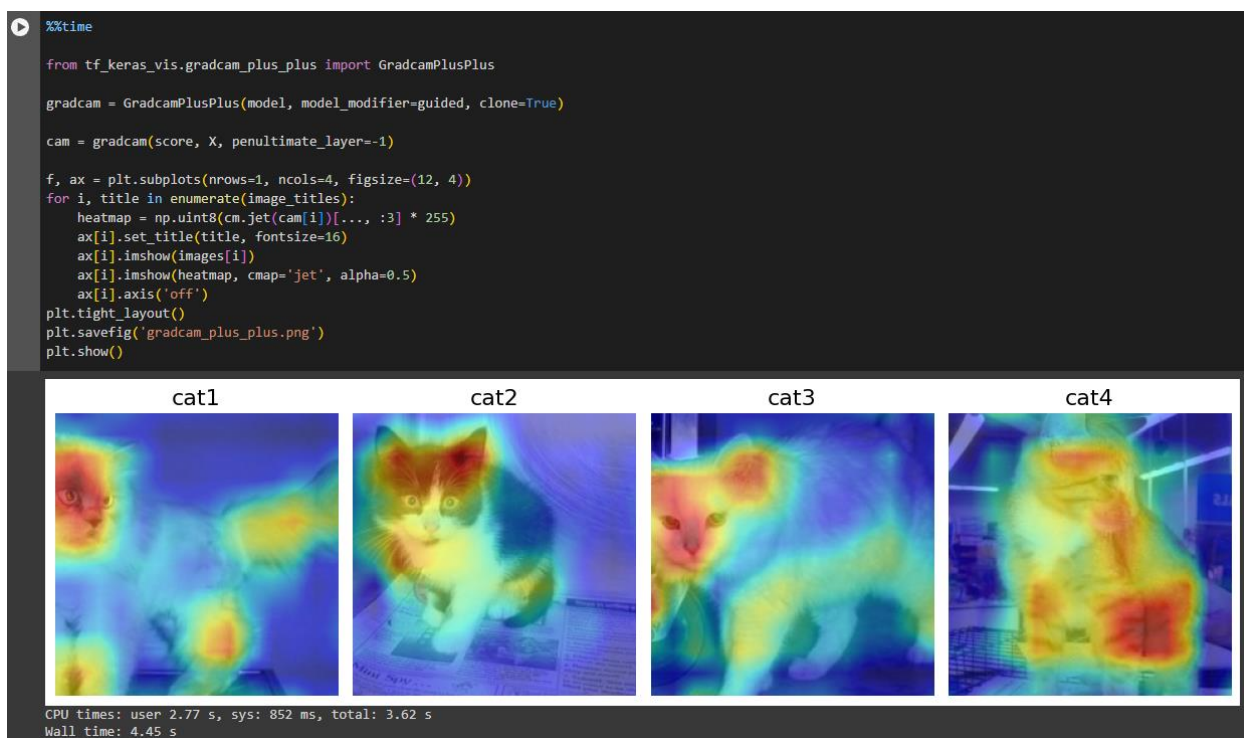 %%time
from tf_keras_vis.gradcam_plus_plus import GradcamPlusPlus
gradcam = GradcamPlusPlus(model, model_modifier=guided, clone=True)
cam = gradcam(score, X, penultimate_layer=-1)
f, ax = plt.subplots(nrows=1, ncols=4, figsize=(12, 4))
for i, title in enumerate(image_titles):
    heatmap = np.uint8(cm.jet(cam[i])[..., :3] * 255)
    ax[i].set_title(title, fontsize=16)
    ax[i].imshow(images[i])
    ax[i].imshow(heatmap, cmap='jet', alpha=0.5)
    ax[i].axis('off')
plt.tight_layout()
plt.savefig('gradcam_plus_plus.png')
plt.show()
cat1 cat2 cat3 cat4
CPU times: user 2.77 s, sys: 852 ms, total: 3.62 s
Wall time: 4.45 s